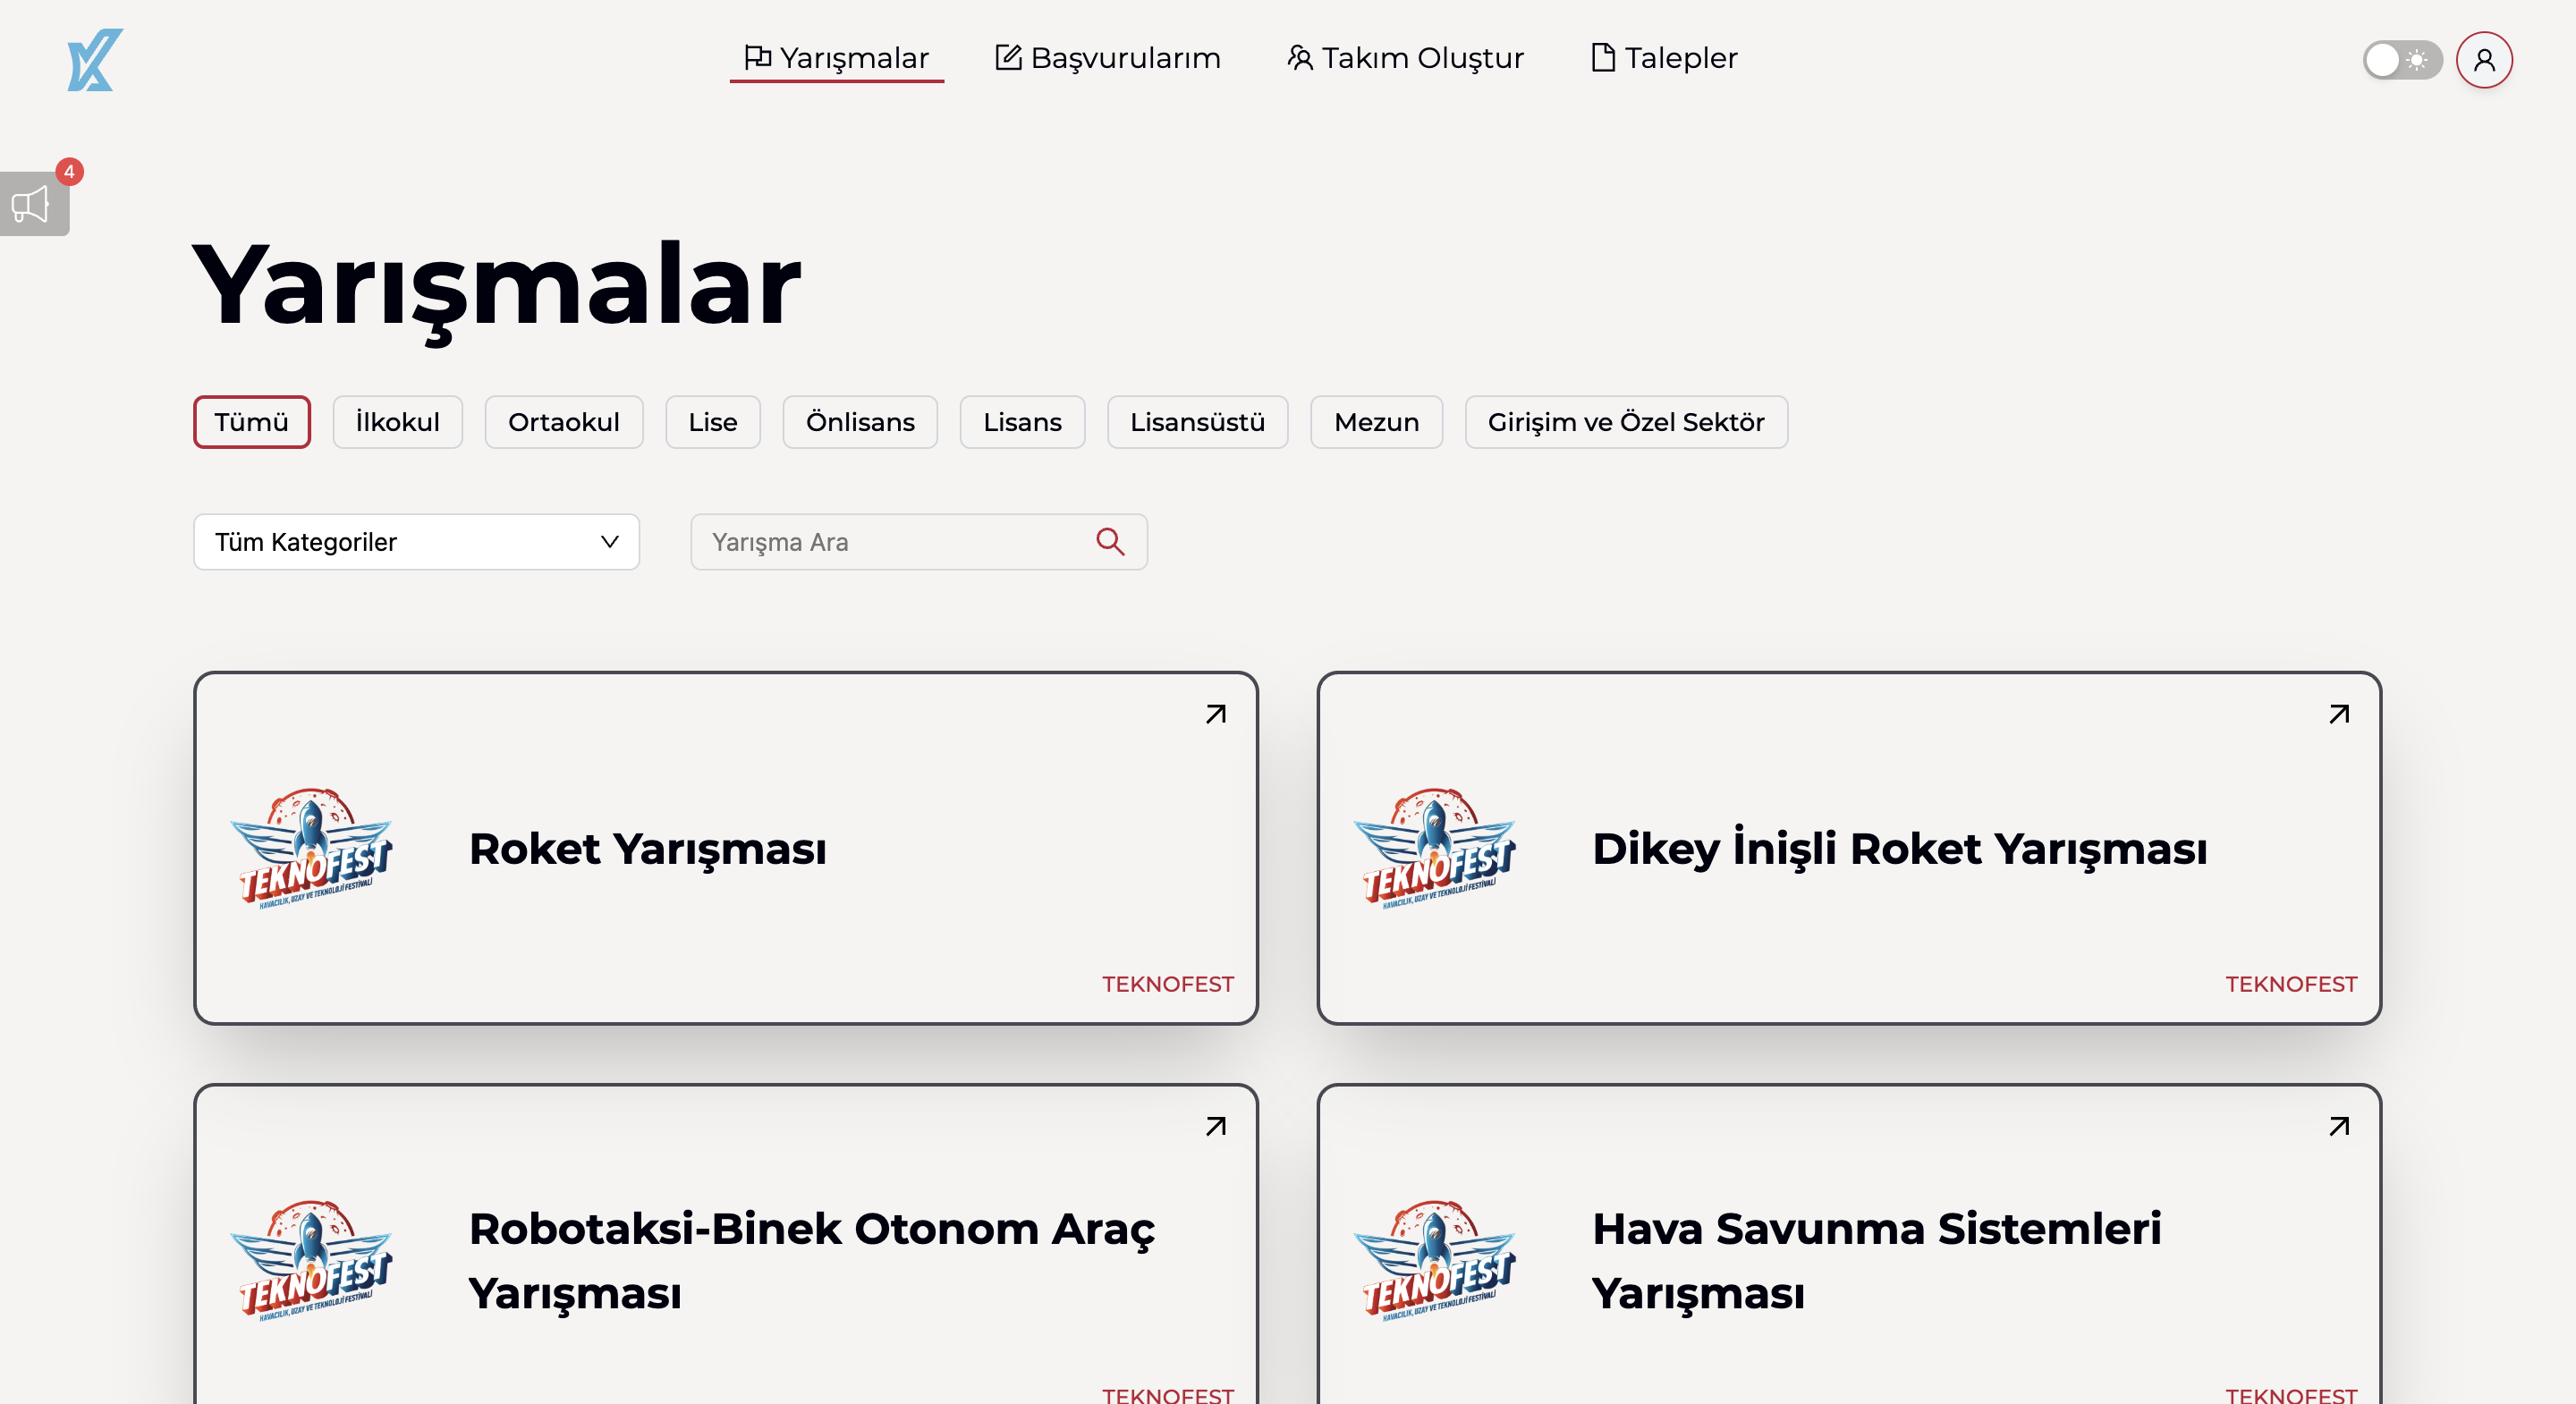 Yarışmalar
Başvurularım
Takım Oluştur
Talepler
4
Yarışmalar
Tümü
İlkokul
Ortaokul
Lise
Önlisans
Lisans
Lisansüstü
Mezun
Girişim ve Özel Sektör
Tüm Kategoriler
Yarışma Ara
TEKNOFEST
HAVACILIK, UZAY VE TEKNOLOJİ FESTİVALİ
Roket Yarışması
TEKNOFEST
TEKNOFEST
HAVACILIK, UZAY VE TEKNOLOJİ FESTİVALİ
Dikey İnişli Roket Yarışması
TEKNOFEST
TEKNOFEST
HAVACILIK, UZAY VE TEKNOLOJİ FESTİVALİ
Robotaksi-Binek Otonom Araç
Yarışması
TEKNOFEST
TEKNOFEST
HAVACILIK, UZAY VE TEKNOLOJİ FESTİVALİ
Hava Savunma Sistemleri
Yarışması
TEKNOFEST